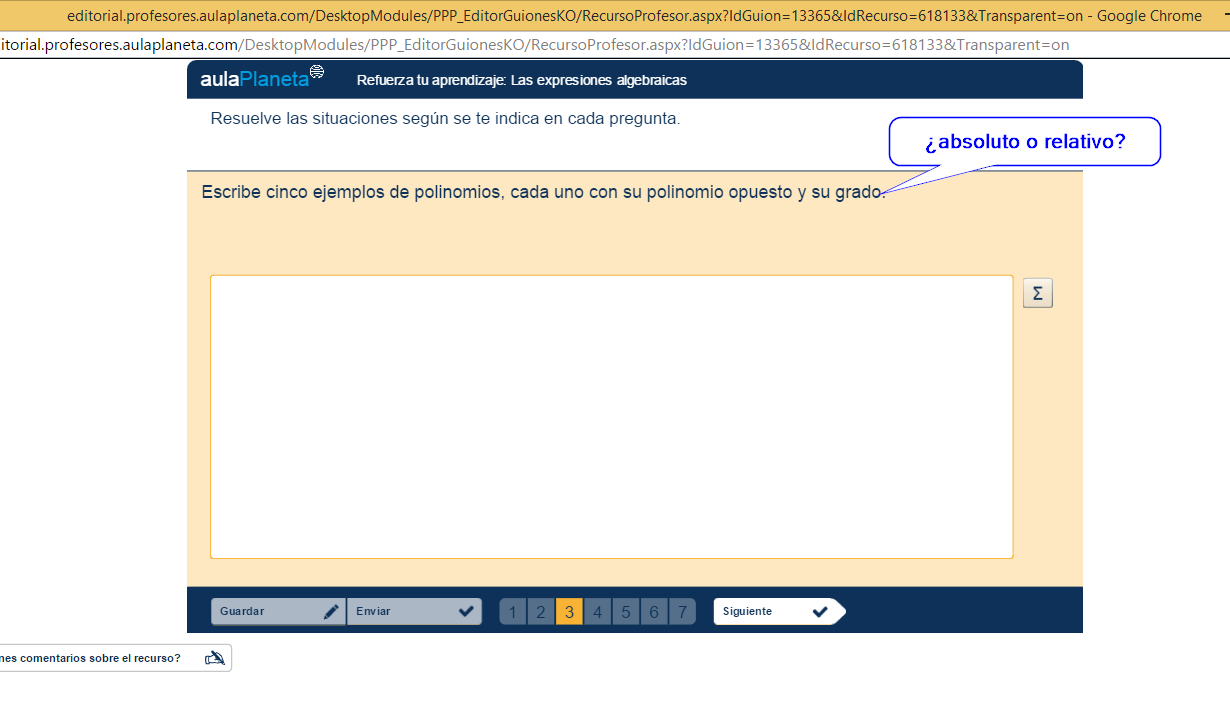 editorial.profesores.aulaplaneta.com/DesktopModules/PPP_EditorGuionesKO/RecursoProfesor.aspx?IdGuion=13365&IdRecurso=618133&Transparent=on - Google Chrome
itorial.profesores.aulaplaneta.com/DesktopModules/PPP_EditorGuionesKO/RecursoProfesor.aspx?IdGuion=13365&IdRecurso=618133&Transparent=on
aulaPlaneta Refuerza tu aprendizaje: Las expresiones algebraicas
Resuelve las situaciones según se te indica en cada pregunta.
¿absoluto o relativo?
Escribe cinco ejemplos de polinomios, cada uno con su polinomio opuesto y su grado.
Σ
Guardar Enviar 1 2 3 4 5 6 7 Siguiente
nes comentarios sobre el recurso?